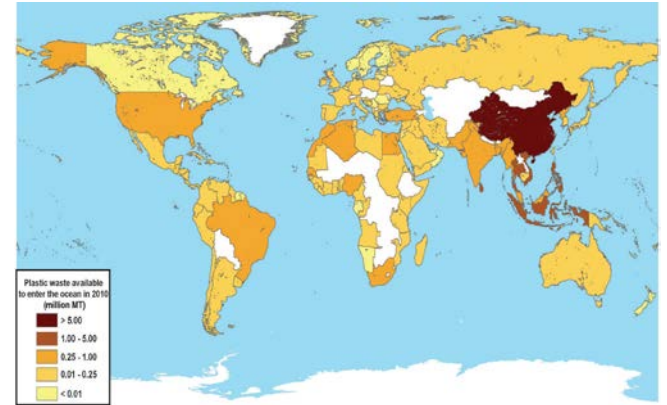 Plastic waste available
to enter the ocean in 2010
(million MT)
> 5.00
1.00 - 5.00
0.25 - 1.00
0.01 - 0.25
< 0.01